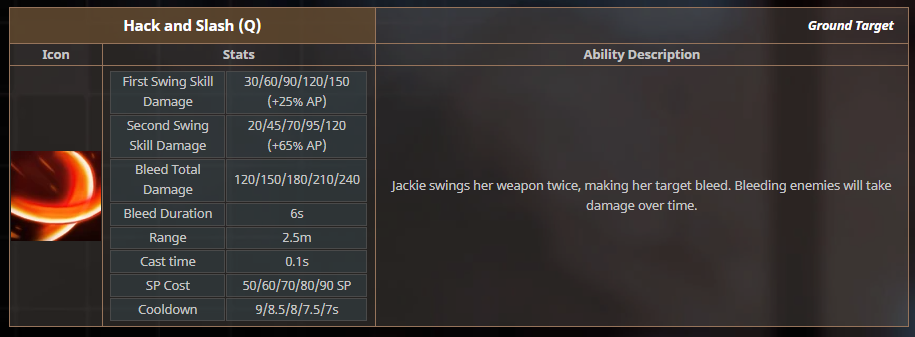 Hack and Slash (Q)
Ground Target
Icon
Stats
Ability Description
First Swing Skill
Damage
30/60/90/120/150
(+25% AP)
Second Swing
Skill Damage
20/45/70/95/120
(+65% AP)
Bleed Total
Damage
120/150/180/210/240
Bleed Duration
6s
Range
2.5m
Cast time
0.1s
SP Cost
50/60/70/80/90 SP
Cooldown
9/8.5/8/7.5/7s
Jackie swings her weapon twice, making her target bleed. Bleeding enemies will take
damage over time.